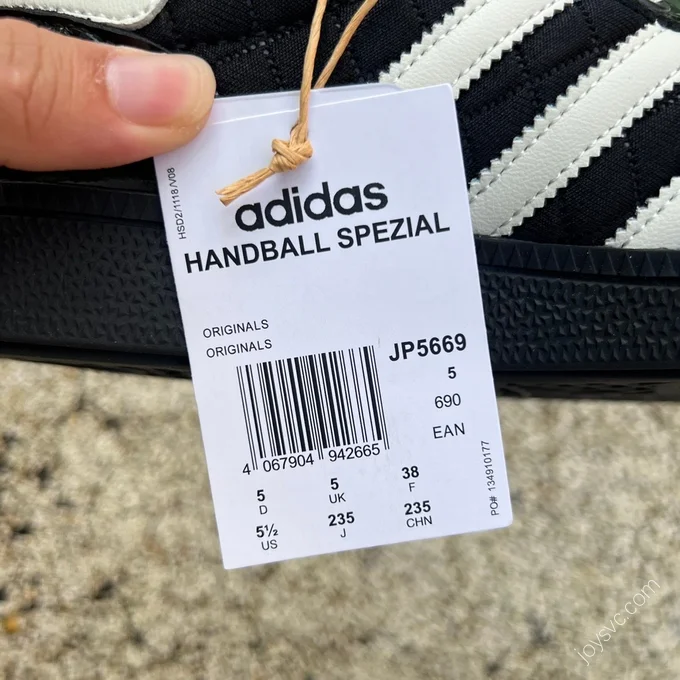 HSD2/1118/V08
adidas
HANDBALL SPEZIAL
ORIGINALS
ORIGINALS
JP5669
5
690
EAN
4 067904 942665
5 5 38
D UK F
5½ 235 235
US J CHN
PO# 134910177
joysvc.com